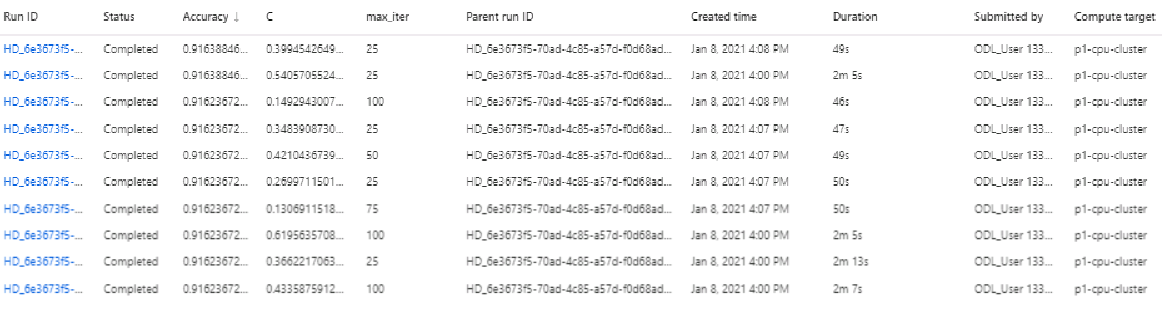 Run ID Status Accuracy ↓ C max_iter Parent run ID Created time Duration Submitted by Compute target
HD_6e3673f5-... Completed 0.91638846... 0.3994542649... 25 HD_6e3673f5-70ad-4c85-a57d-f0d68ad... Jan 8, 2021 4:08 PM 49s ODL_User 133... p1-cpu-cluster
HD_6e3673f5-... Completed 0.91638846... 0.5405705524... 25 HD_6e3673f5-70ad-4c85-a57d-f0d68ad... Jan 8, 2021 4:00 PM 2m 5s ODL_User 133... p1-cpu-cluster
HD_6e3673f5-... Completed 0.91623672... 0.1492943007... 100 HD_6e3673f5-70ad-4c85-a57d-f0d68ad... Jan 8, 2021 4:08 PM 46s ODL_User 133... p1-cpu-cluster
HD_6e3673f5-... Completed 0.91623672... 0.3483908730... 25 HD_6e3673f5-70ad-4c85-a57d-f0d68ad... Jan 8, 2021 4:07 PM 47s ODL_User 133... p1-cpu-cluster
HD_6e3673f5-... Completed 0.91623672... 0.4210436739... 50 HD_6e3673f5-70ad-4c85-a57d-f0d68ad... Jan 8, 2021 4:07 PM 49s ODL_User 133... p1-cpu-cluster
HD_6e3673f5-... Completed 0.91623672... 0.2699711501... 25 HD_6e3673f5-70ad-4c85-a57d-f0d68ad... Jan 8, 2021 4:07 PM 50s ODL_User 133... p1-cpu-cluster
HD_6e3673f5-... Completed 0.91623672... 0.1306911518... 75 HD_6e3673f5-70ad-4c85-a57d-f0d68ad... Jan 8, 2021 4:07 PM 50s ODL_User 133... p1-cpu-cluster
HD_6e3673f5-... Completed 0.91623672... 0.6195635708... 100 HD_6e3673f5-70ad-4c85-a57d-f0d68ad... Jan 8, 2021 4:00 PM 2m 5s ODL_User 133... p1-cpu-cluster
HD_6e3673f5-... Completed 0.91623672... 0.3662217063... 25 HD_6e3673f5-70ad-4c85-a57d-f0d68ad... Jan 8, 2021 4:00 PM 2m 13s ODL_User 133... p1-cpu-cluster
HD_6e3673f5-... Completed 0.91623672... 0.4335875912... 100 HD_6e3673f5-70ad-4c85-a57d-f0d68ad... Jan 8, 2021 4:00 PM 2m 7s ODL_User 133... p1-cpu-cluster